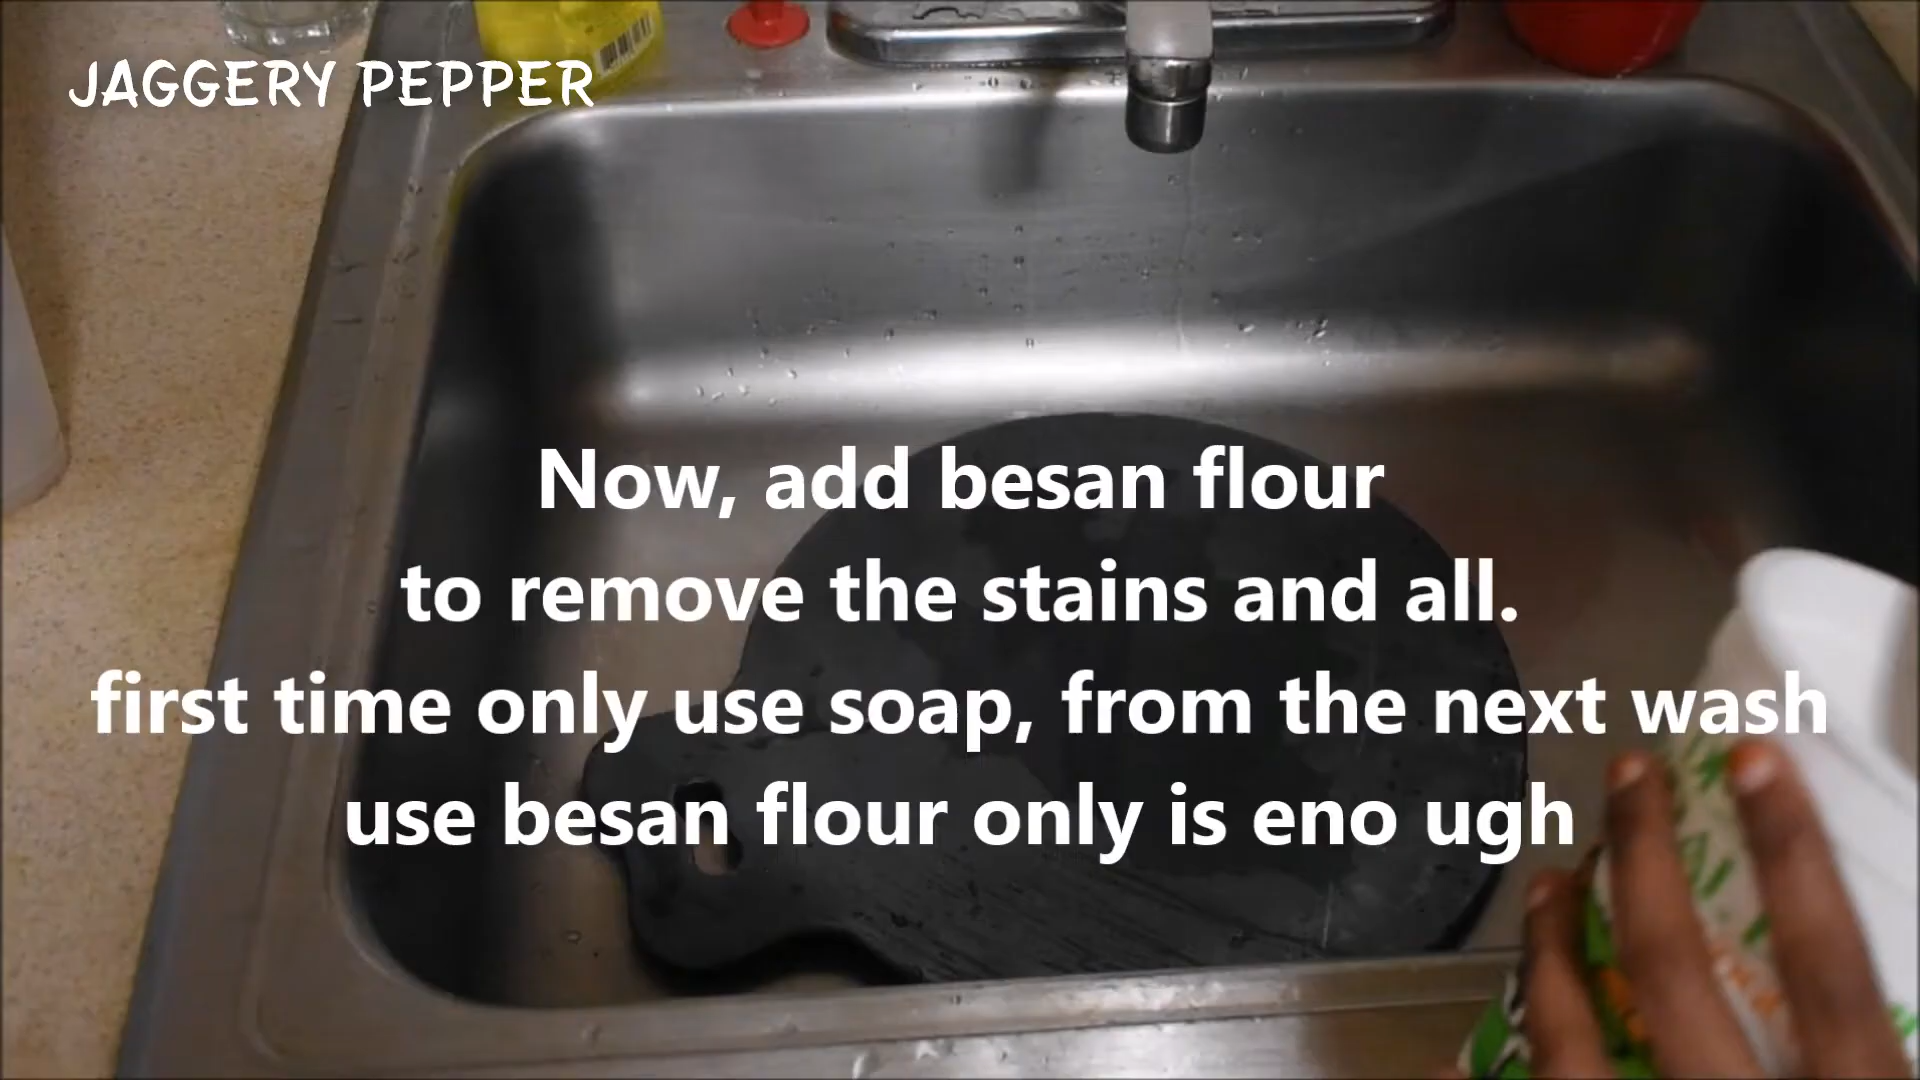 JAGGERY PEPPER
Now, add besan flour
to remove the stains and all.
first time only use soap, from the next wash
use besan flour only is eno ugh